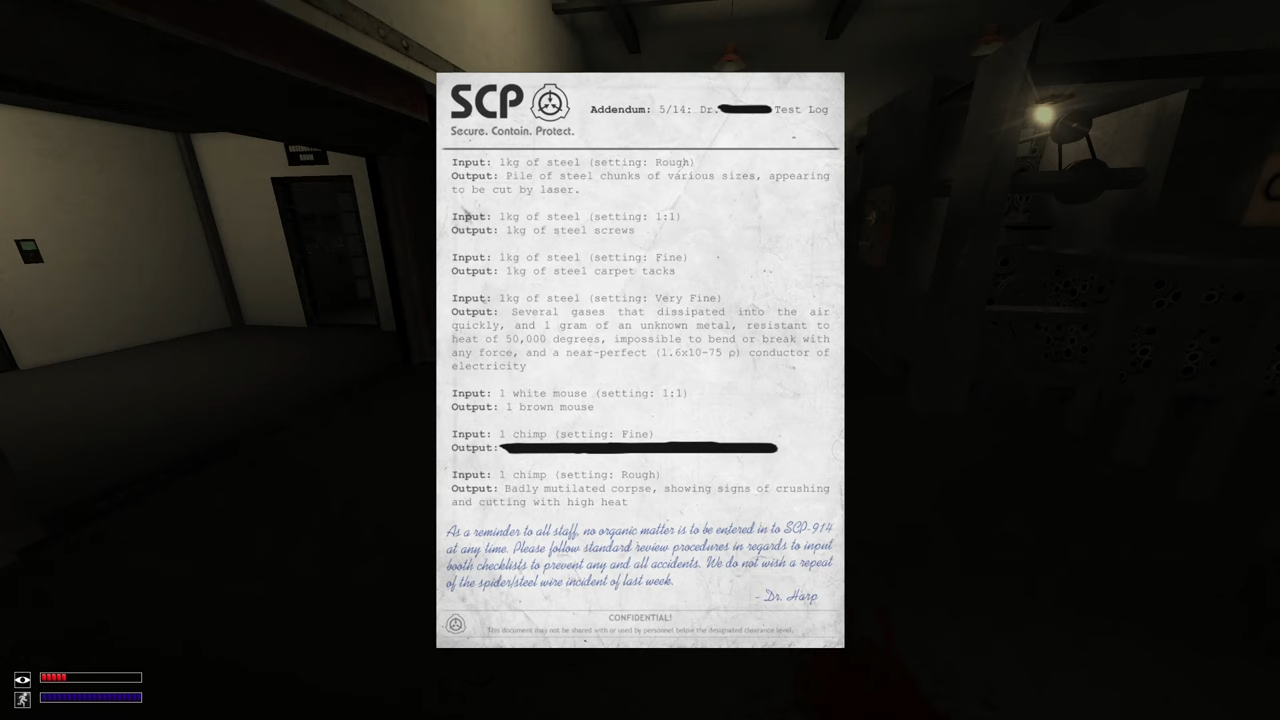 SCP
Secure. Contain. Protect.
Addendum: 5/14: Dr. Test Log
Input: 1kg of steel (setting: Rough)
Output: Pile of steel chunks of various sizes, appearing
to be cut by laser.
Input: 1kg of steel (setting: 1:1)
Output: 1kg of steel screws
Input: 1kg of steel (setting: Fine)
Output: 1kg of steel carpet tacks
Input: 1kg of steel (setting: Very Fine)
Output: Several gases that dissipated into the air
quickly, and 1 gram of an unknown metal, resistant to
heat of 50,000 degrees, impossible to bend or break with
any force, and a near-perfect (1.6x10-75 ρ) conductor of
electricity
Input: 1 white mouse (setting: 1:1)
Output: 1 brown mouse
Input: 1 chimp (setting: Fine)
Output:
Input: 1 chimp (setting: Rough)
Output: Badly mutilated corpse, showing signs of crushing
and cutting with high heat
As a reminder to all staff, no organic matter is to be entered in to SCP-914
at any time. Please follow standard review procedures in regards to input
booth checklists to prevent any and all accidents. We do not wish a repeat
of the spider/steel wire incident of last week.
- Dr. Harp
CONFIDENTIAL!
This document may not be shared with or used by personnel below the designated clearance level.
OBSERVATION
ROOM